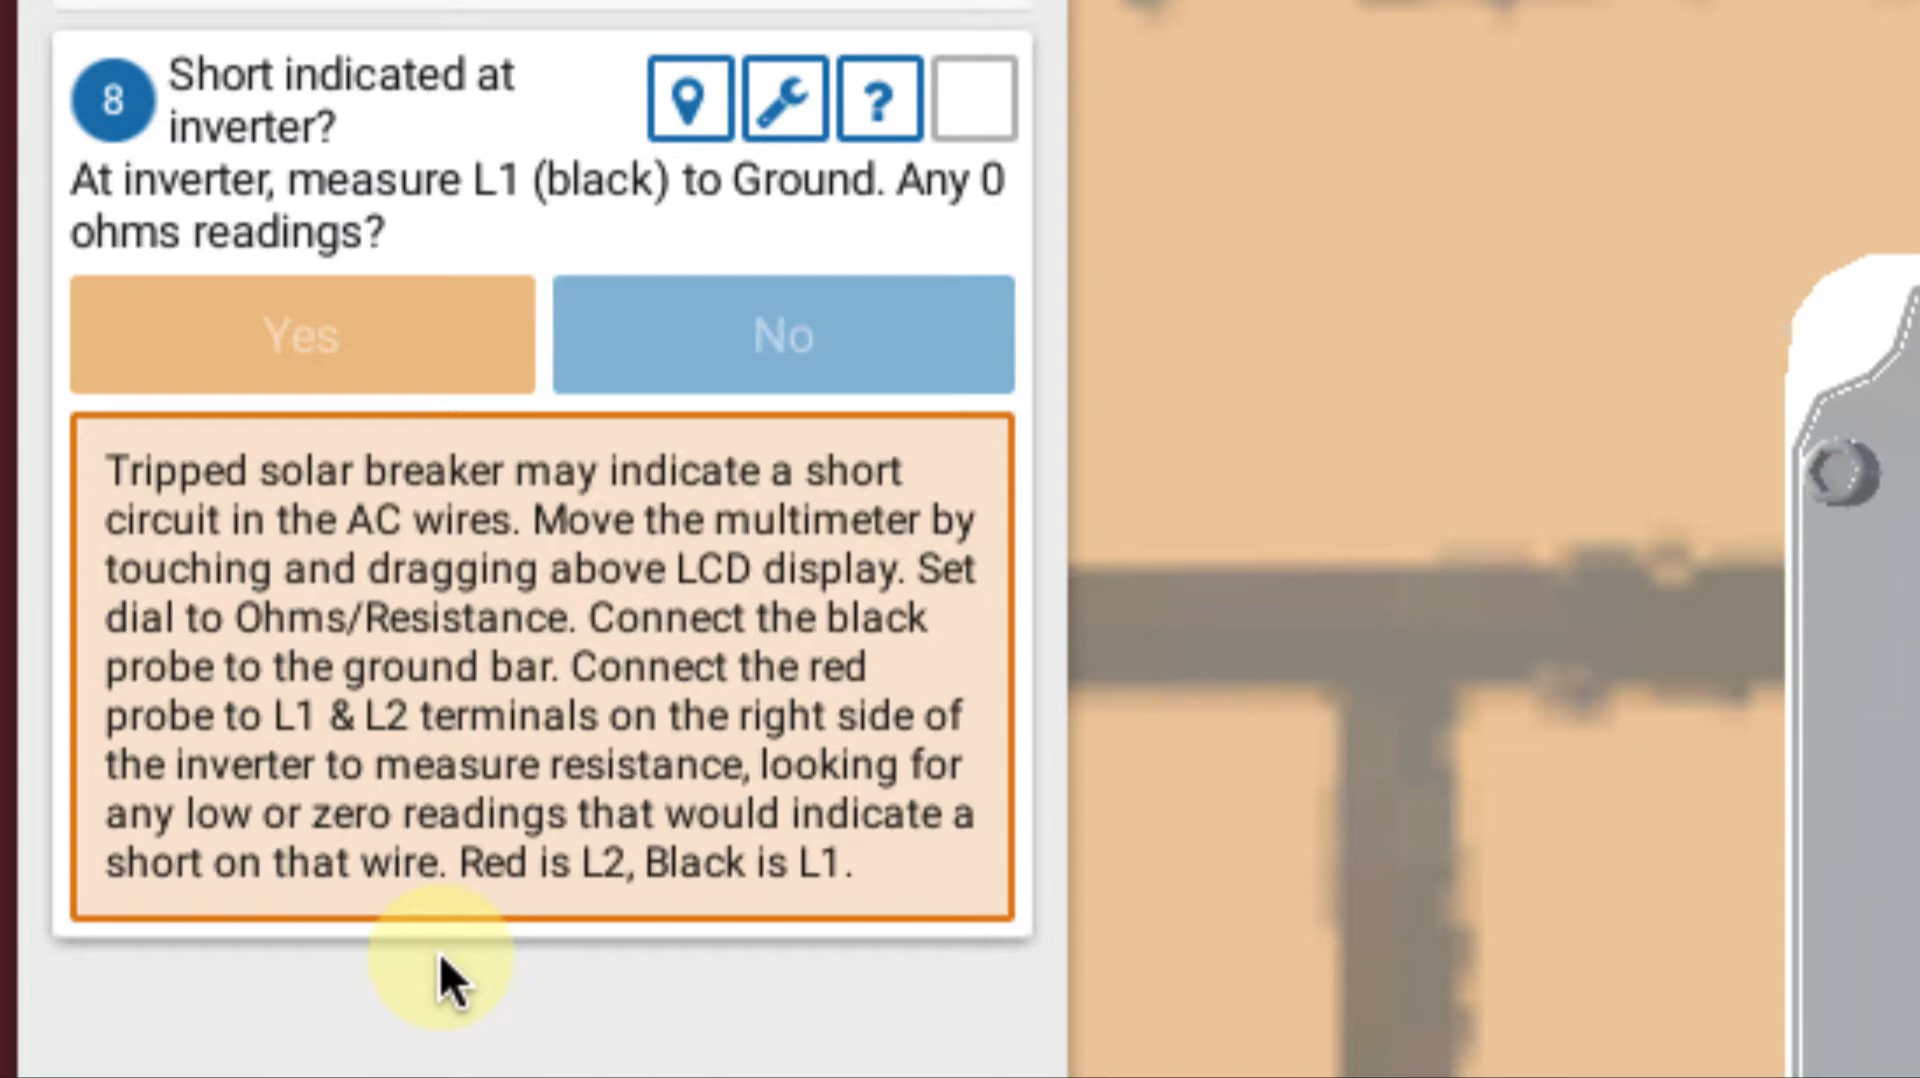 8
Short indicated at
inverter?
?
At inverter, measure L1 (black) to Ground. Any 0
ohms readings?
Yes
No
Tripped solar breaker may indicate a short
circuit in the AC wires. Move the multimeter by
touching and dragging above LCD display. Set
dial to Ohms/Resistance. Connect the black
probe to the ground bar. Connect the red
probe to L1 & L2 terminals on the right side of
the inverter to measure resistance, looking for
any low or zero readings that would indicate a
short on that wire. Red is L2, Black is L1.